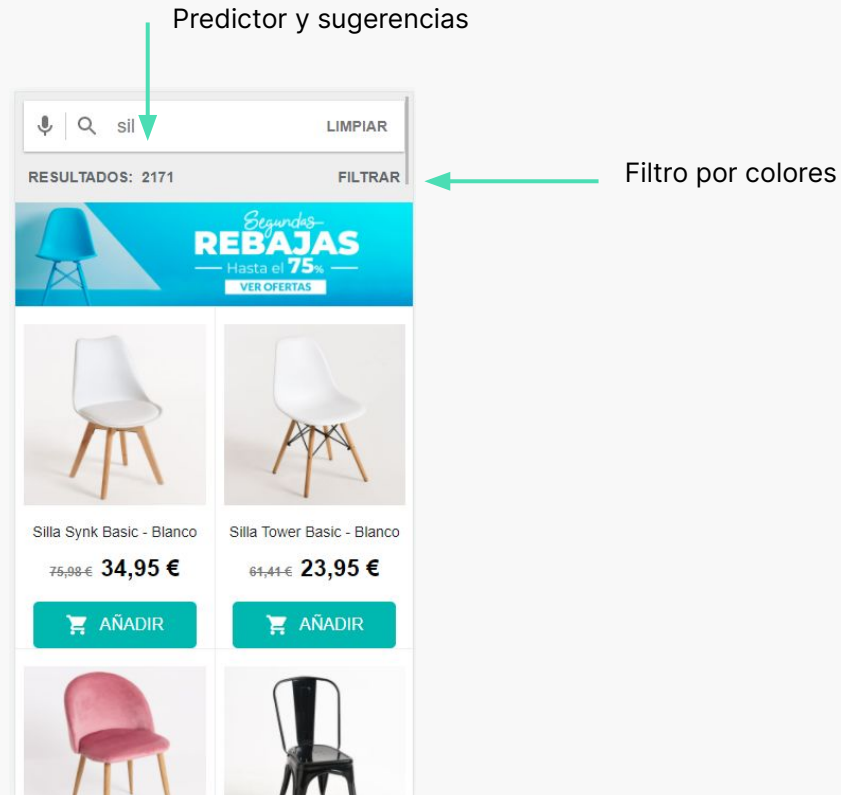 Predictor y sugerencias
sil
LIMPIAR
RESULTADOS: 2171
FILTRAR
Filtro por colores
Segundas
REBAJAS
Hasta el 75%
VER OFERTAS
Silla Synk Basic - Blanco
Silla Tower Basic - Blanco
75,98 € 34,95 €
61,41 € 23,95 €
AÑADIR
AÑADIR